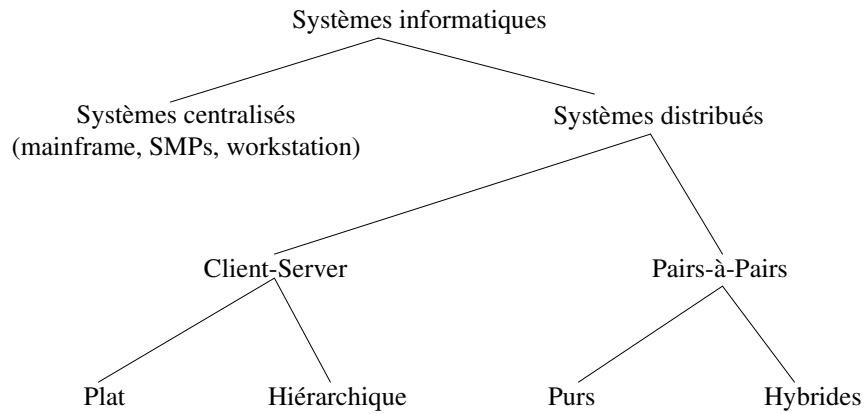 Systèmes informatiques
Systèmes centralisés
(mainframe, SMPs, workstation)
Systèmes distribués
Client-Server
Pairs-à-Pairs
Plat
Hiérarchique
Purs
Hybrides